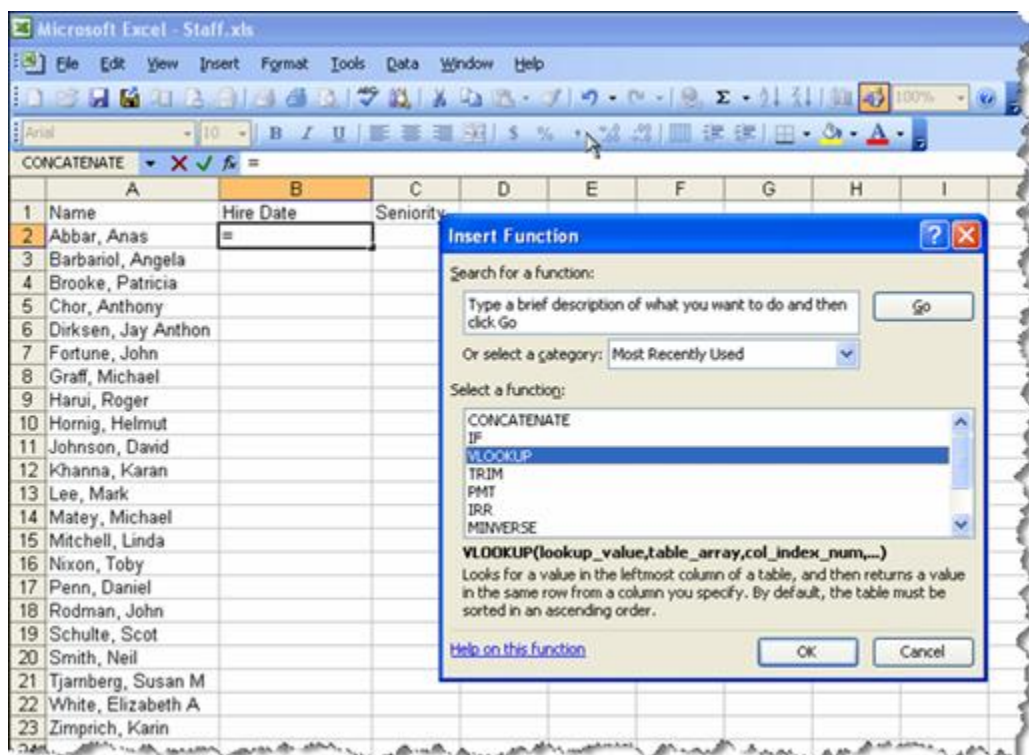 Microsoft Excel - Staff.xls
File Edit View Insert Format Tools Data Window Help
100%
Arial 10 B I U $ % A
CONCATENATE fx =
A B C D E F G H I
1 Name Hire Date Seniority
2 Abbar, Anas =
3 Barbariol, Angela
4 Brooke, Patricia
5 Chor, Anthony
6 Dirksen, Jay Anthon
7 Fortune, John
8 Graff, Michael
9 Harui, Roger
10 Hornig, Helmut
11 Johnson, David
12 Khanna, Karan
13 Lee, Mark
14 Matey, Michael
15 Mitchell, Linda
16 Nixon, Toby
17 Penn, Daniel
18 Rodman, John
19 Schulte, Scot
20 Smith, Neil
21 Tjarnberg, Susan M
22 White, Elizabeth A
23 Zimprich, Karin
Insert Function
Search for a function:
Type a brief description of what you want to do and then
click Go
Go
Or select a category: Most Recently Used
Select a function:
CONCATENATE
IF
VLOOKUP
TRIM
PMT
IRR
MINVERSE
VLOOKUP(lookup_value,table_array,col_index_num,...)
Looks for a value in the leftmost column of a table, and then returns a value
in the same row from a column you specify. By default, the table must be
sorted in an ascending order.
Help on this function
OK Cancel